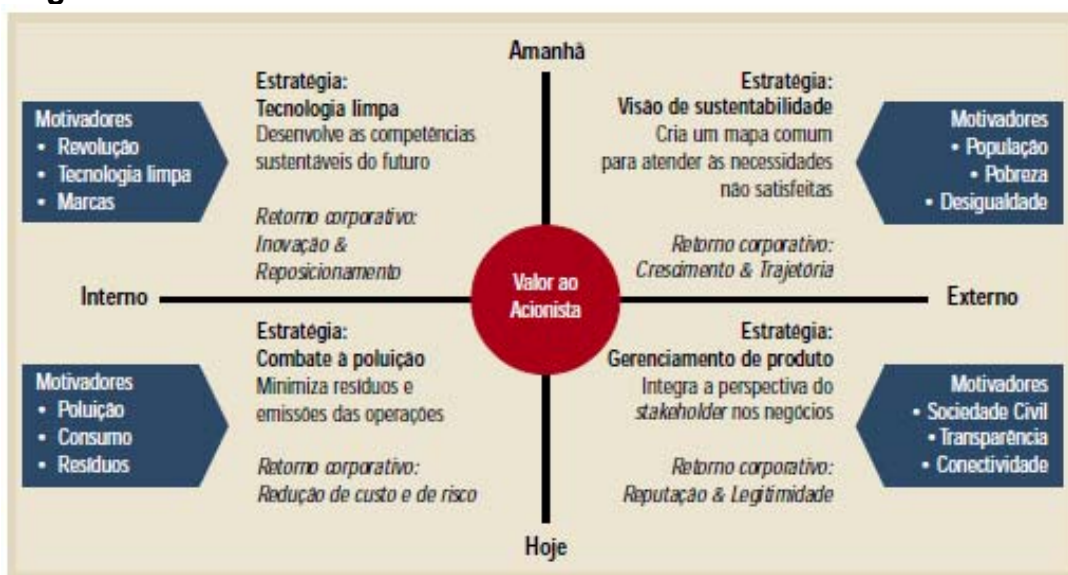 Amanhã
Motivadores
• Revolução
• Tecnologia limpa
• Marcas
Estratégia:
Tecnologia limpa
Desenvolve as competências
sustentáveis do futuro
Retorno corporativo:
Inovação &
Reposicionamento
Estratégia:
Visão de sustentabilidade
Cria um mapa comum
para atender às necessidades
não satisfeitas
Retorno corporativo:
Crescimento & Trajetória
Motivadores
• População
• Pobreza
• Desigualdade
Interno
Valor ao
Acionista
Externo
Motivadores
• Poluição
• Consumo
• Resíduos
Estratégia:
Combate à poluição
Minimiza resíduos e
emissões das operações
Retorno corporativo:
Redução de custo e de risco
Estratégia:
Gerenciamento de produto
Integra a perspectiva do
stakeholder nos negócios
Retorno corporativo:
Reputação & Legitimidade
Motivadores
• Sociedade Civil
• Transparência
• Conectividade
Hoje